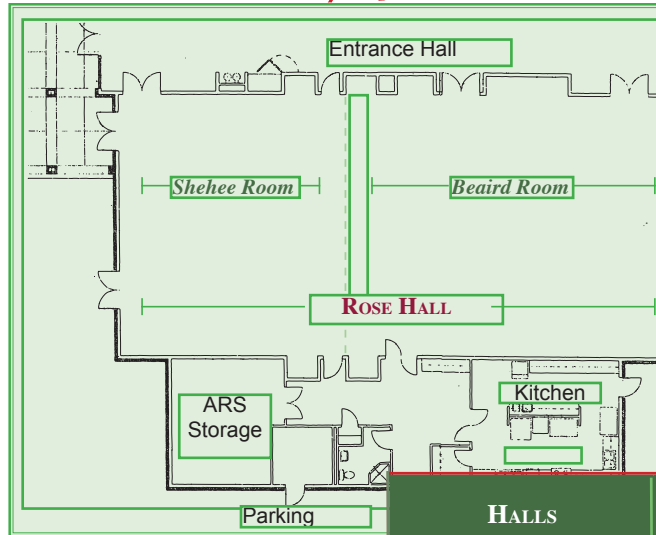 Entrance Hall
Shehee Room
Beaird Room
ROSE HALL
ARS
Storage
Kitchen
Parking
HALLS